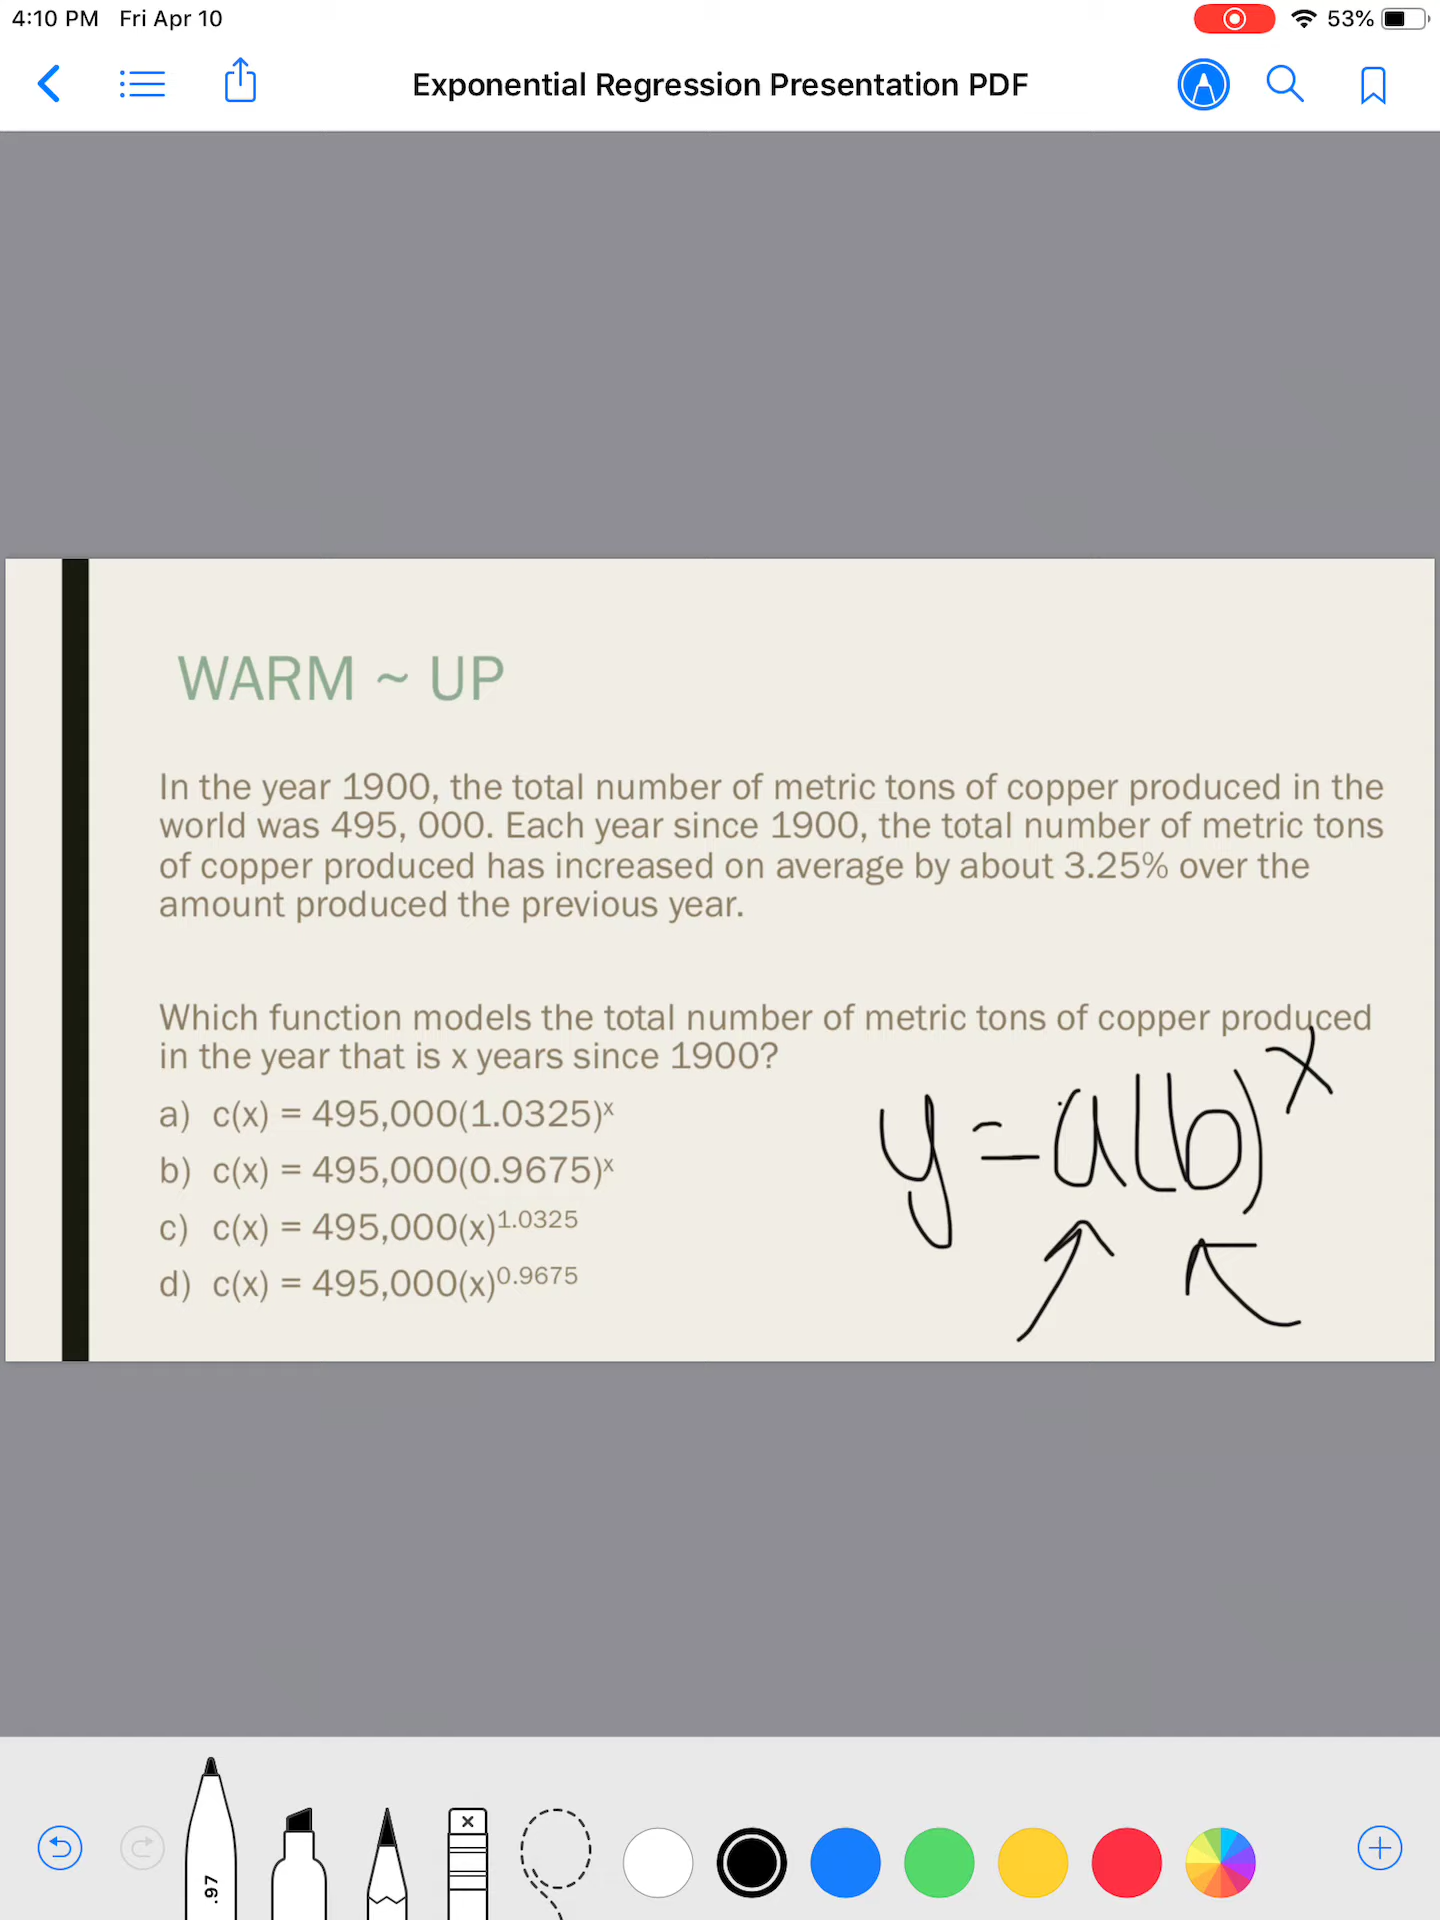 4:10 PM Fri Apr 10 53%
Exponential Regression Presentation PDF
WARM ~ UP
In the year 1900, the total number of metric tons of copper produced in the
world was 495, 000. Each year since 1900, the total number of metric tons
of copper produced has increased on average by about 3.25% over the
amount produced the previous year.
Which function models the total number of metric tons of copper produced
in the year that is x years since 1900?
a) c(x) = 495,000(1.0325)ˣ
b) c(x) = 495,000(0.9675)ˣ
c) c(x) = 495,000(x)¹·⁰³²⁵
d) c(x) = 495,000(x)⁰·⁹⁶⁷⁵
y = a(b)ˣ
.97